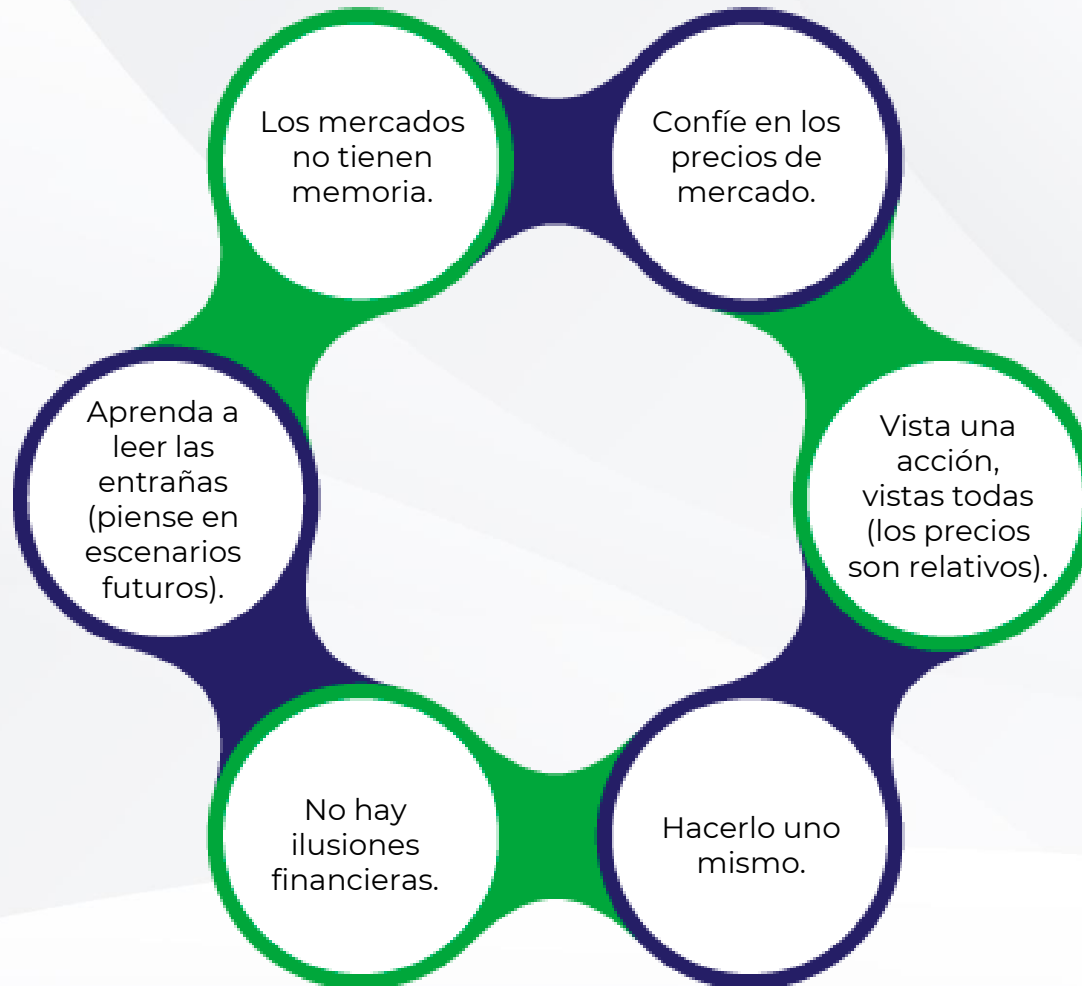 Los mercados
no tienen
memoria.
Confíe en los
precios de
mercado.
Aprenda a
leer las
entrañas
(piense en
escenarios
futuros).
Vista una
acción,
vistas todas
(los precios
son relativos).
No hay
ilusiones
financieras.
Hacerlo uno
mismo.